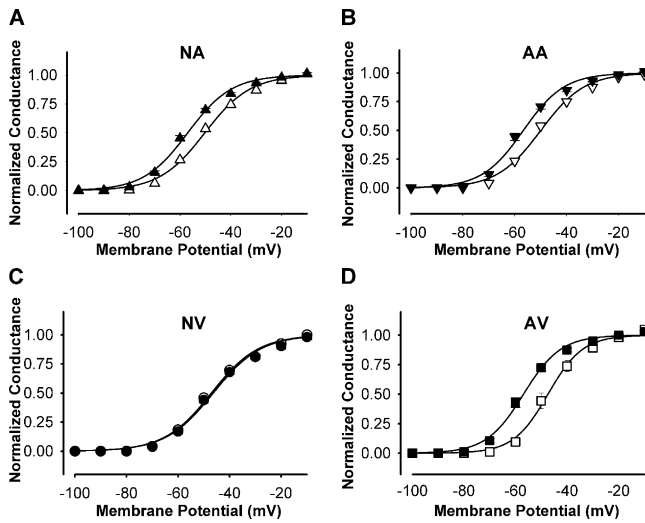 A
NA
Normalized Conductance
1.00
0.75
0.50
0.25
0.00
-100 -80 -60 -40 -20
Membrane Potential (mV)
B
AA
Normalized Conductance
1.00
0.75
0.50
0.25
0.00
-100 -80 -60 -40 -20
Membrane Potential (mV)
C
NV
Normalized Conductance
1.00
0.75
0.50
0.25
0.00
-100 -80 -60 -40 -20
Membrane Potential (mV)
D
AV
Normalized Conductance
1.00
0.75
0.50
0.25
0.00
-100 -80 -60 -40 -20
Membrane Potential (mV)